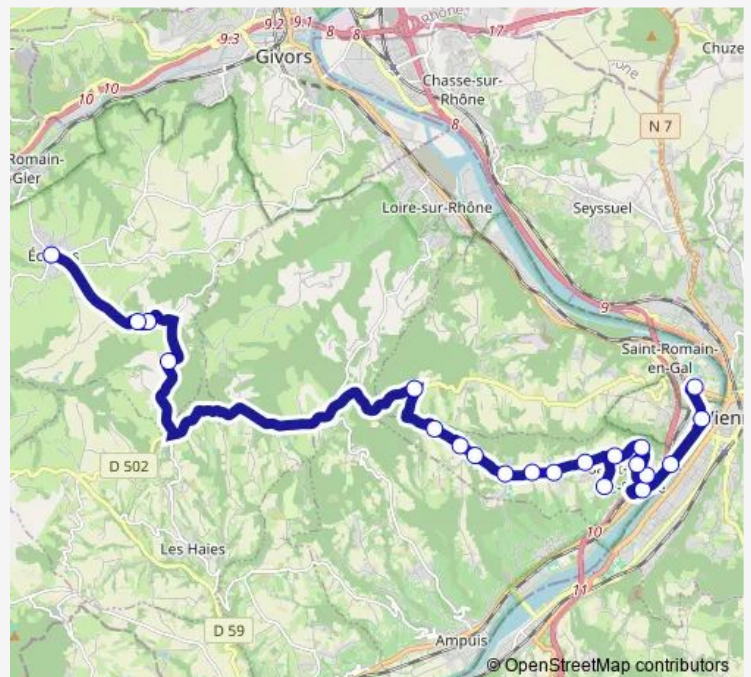 9.2
9.1
8
8
Rhône
17
9.3
Givors
Chuze
10
10
Chasse-sur-
Rhône
8
N 7
Romain-
-Gier
Loire-sur-Rhône
Seyssuel
9
Saint-Romain-
en-Gal
D 502
10
Les Haies
11
D 59
Ampuis
© OpenStreetMap contributors